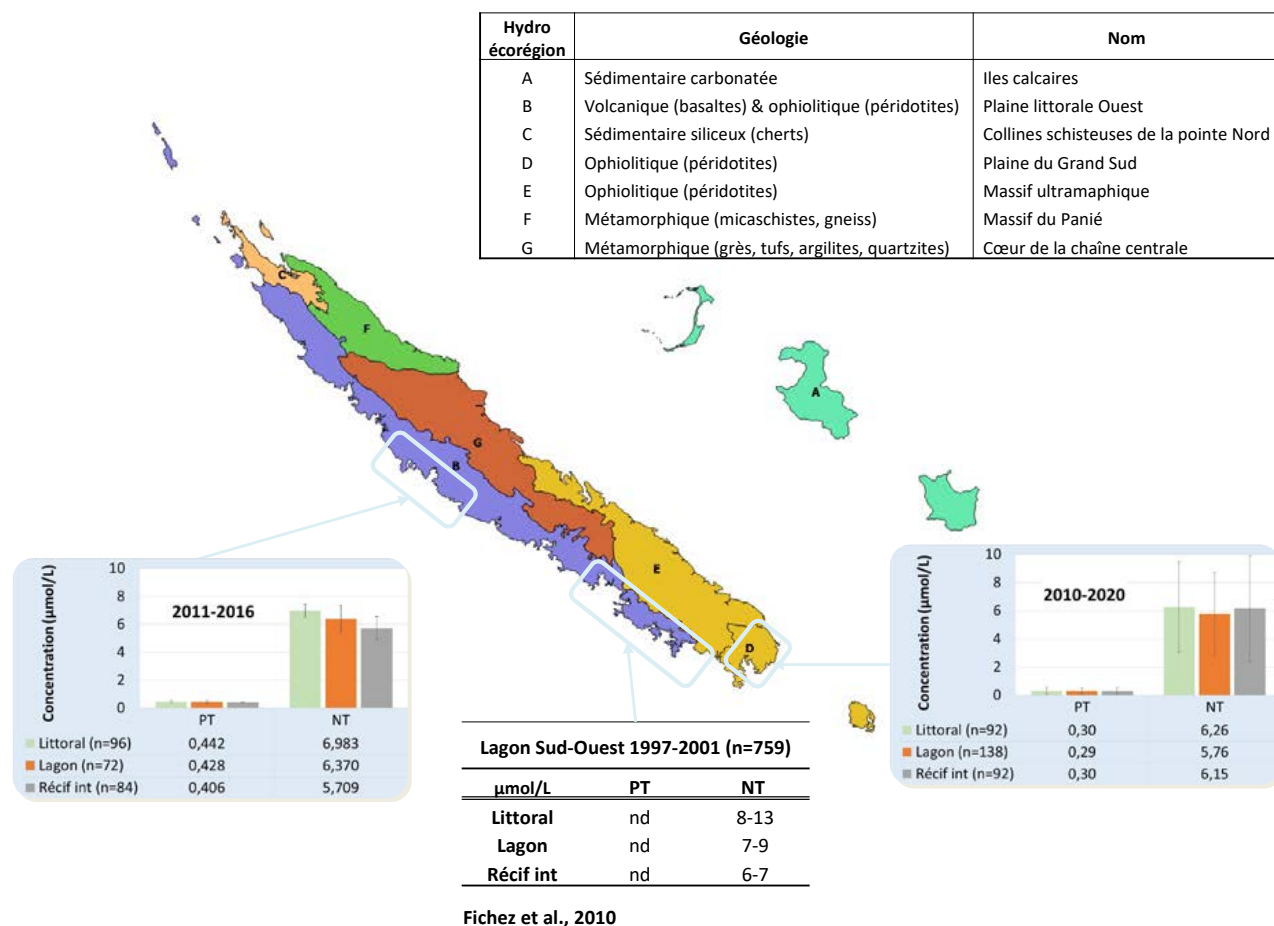 Hydro écorégion Géologie Nom
A Sédimentaire carbonatée Iles calcaires
B Volcanique (basaltes) & ophiolitique (péridotites) Plaine littorale Ouest
C Sédimentaire siliceux (cherts) Collines schisteuses de la pointe Nord
D Ophiolitique (péridotites) Plaine du Grand Sud
E Ophiolitique (péridotites) Massif ultramaphique
F Métamorphique (micaschistes, gneiss) Massif du Panié
G Métamorphique (grès, tufs, argilites, quartzites) Cœur de la chaîne centrale
C
F
A
G
B
E
D
Concentration (µmol/L)
10
8
6
4
2
0
2011-2016
PT NT
Littoral (n=96) 0,442 6,983
Lagon (n=72) 0,428 6,370
Récif int (n=84) 0,406 5,709
Lagon Sud-Ouest 1997-2001 (n=759)
µmol/L PT NT
Littoral nd 8-13
Lagon nd 7-9
Récif int nd 6-7
Fichez et al., 2010
Concentration (µmol/L)
10
8
6
4
2
0
2010-2020
PT NT
Littoral (n=92) 0,30 6,26
Lagon (n=138) 0,29 5,76
Récif int (n=92) 0,30 6,15